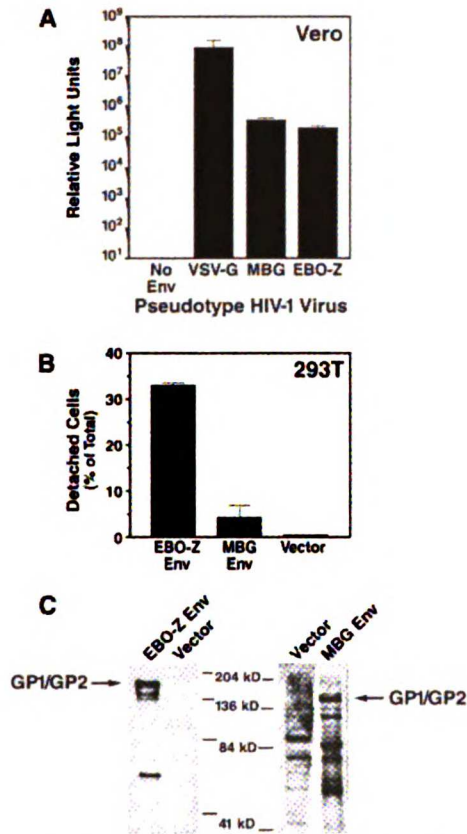 A
Vero
Relative Light Units
10⁹
10⁸
10⁷
10⁶
10⁵
10⁴
10³
10²
10¹
No Env
VSV-G
MBG
EBO-Z
Pseudotype HIV-1 Virus
B
293T
Detached Cells
(% of Total)
40
30
20
10
0
EBO-Z Env
MBG Env
Vector
C
EBO-Z Env
Vector
Vector
MBG Env
GP1/GP2
204 kD
GP1/GP2
136 kD
84 kD
41 kD